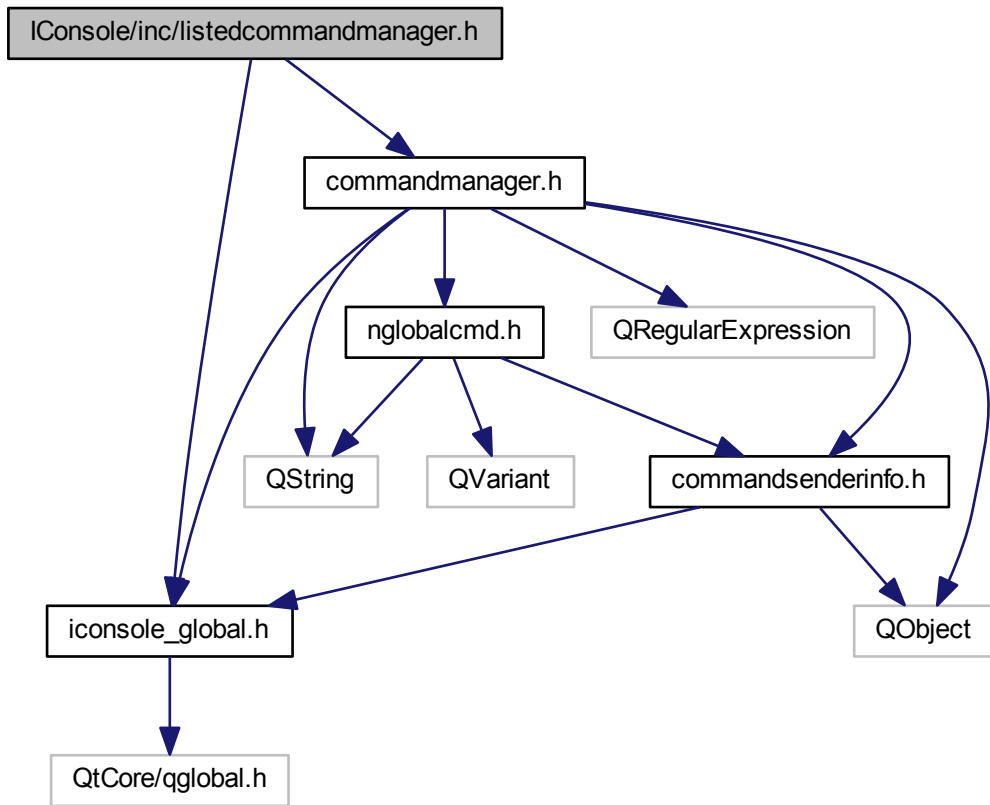 IConsole/inc/listedcommandmanager.h
commandmanager.h
nglobalcmd.h
QRegularExpression
QString
QVariant
commandsenderinfo.h
iconsole_global.h
QObject
QtCore/qglobal.h